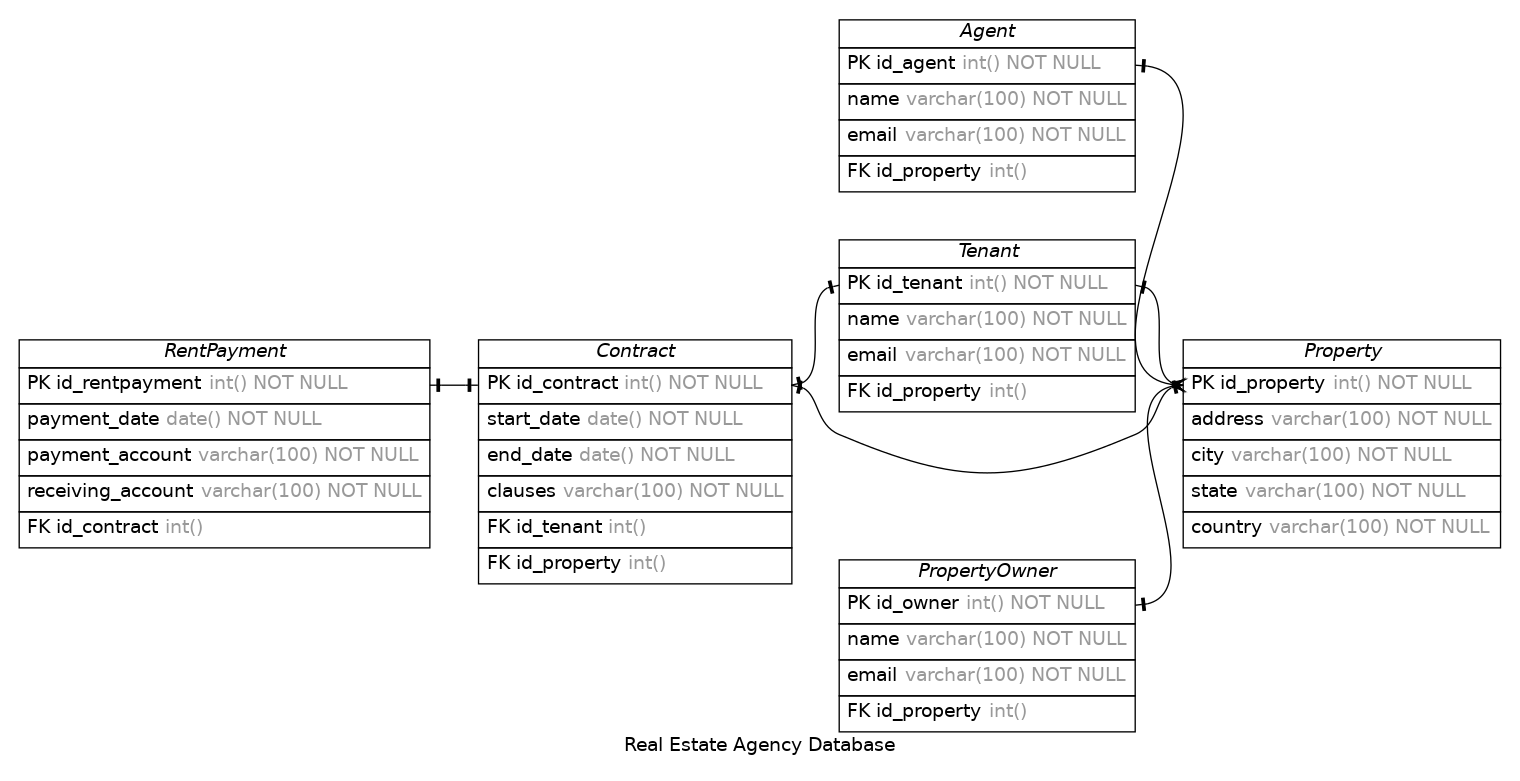 Agent
PK id_agent int() NOT NULL
name varchar(100) NOT NULL
email varchar(100) NOT NULL
FK id_property int()
Tenant
PK id_tenant int() NOT NULL
name varchar(100) NOT NULL
email varchar(100) NOT NULL
FK id_property int()
RentPayment
PK id_rentpayment int() NOT NULL
payment_date date() NOT NULL
payment_account varchar(100) NOT NULL
receiving_account varchar(100) NOT NULL
FK id_contract int()
Contract
PK id_contract int() NOT NULL
start_date date() NOT NULL
end_date date() NOT NULL
clauses varchar(100) NOT NULL
FK id_tenant int()
FK id_property int()
Property
PK id_property int() NOT NULL
address varchar(100) NOT NULL
city varchar(100) NOT NULL
state varchar(100) NOT NULL
country varchar(100) NOT NULL
PropertyOwner
PK id_owner int() NOT NULL
name varchar(100) NOT NULL
email varchar(100) NOT NULL
FK id_property int()
Real Estate Agency Database